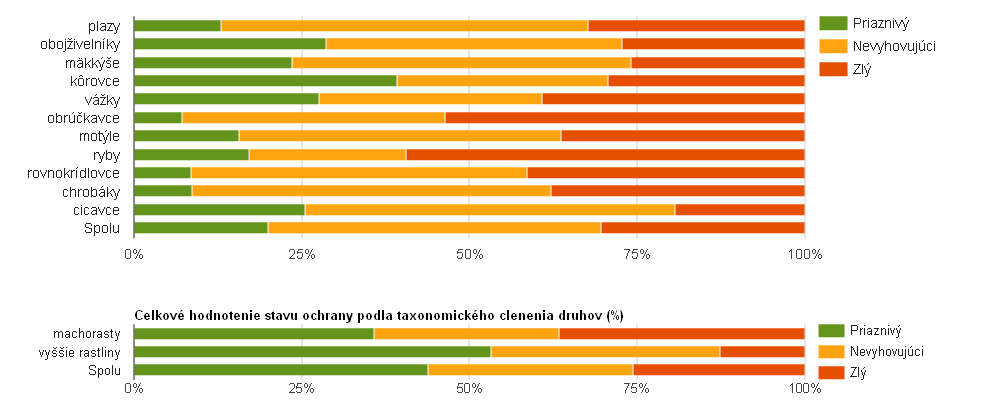 plazy
obojživelníky
mäkkýše
kôrovce
vážky
obrúčkavce
motýle
ryby
rovnokrídlovce
chrobáky
cicavce
Spolu
0% 25% 50% 75% 100%
Priaznivý
Nevyhovujúci
Zlý
Celkové hodnotenie stavu ochrany podla taxonomického clenenia druhov (%)
machorasty
vyššie rastliny
Spolu
0% 25% 50% 75% 100%
Priaznivý
Nevyhovujúci
Zlý